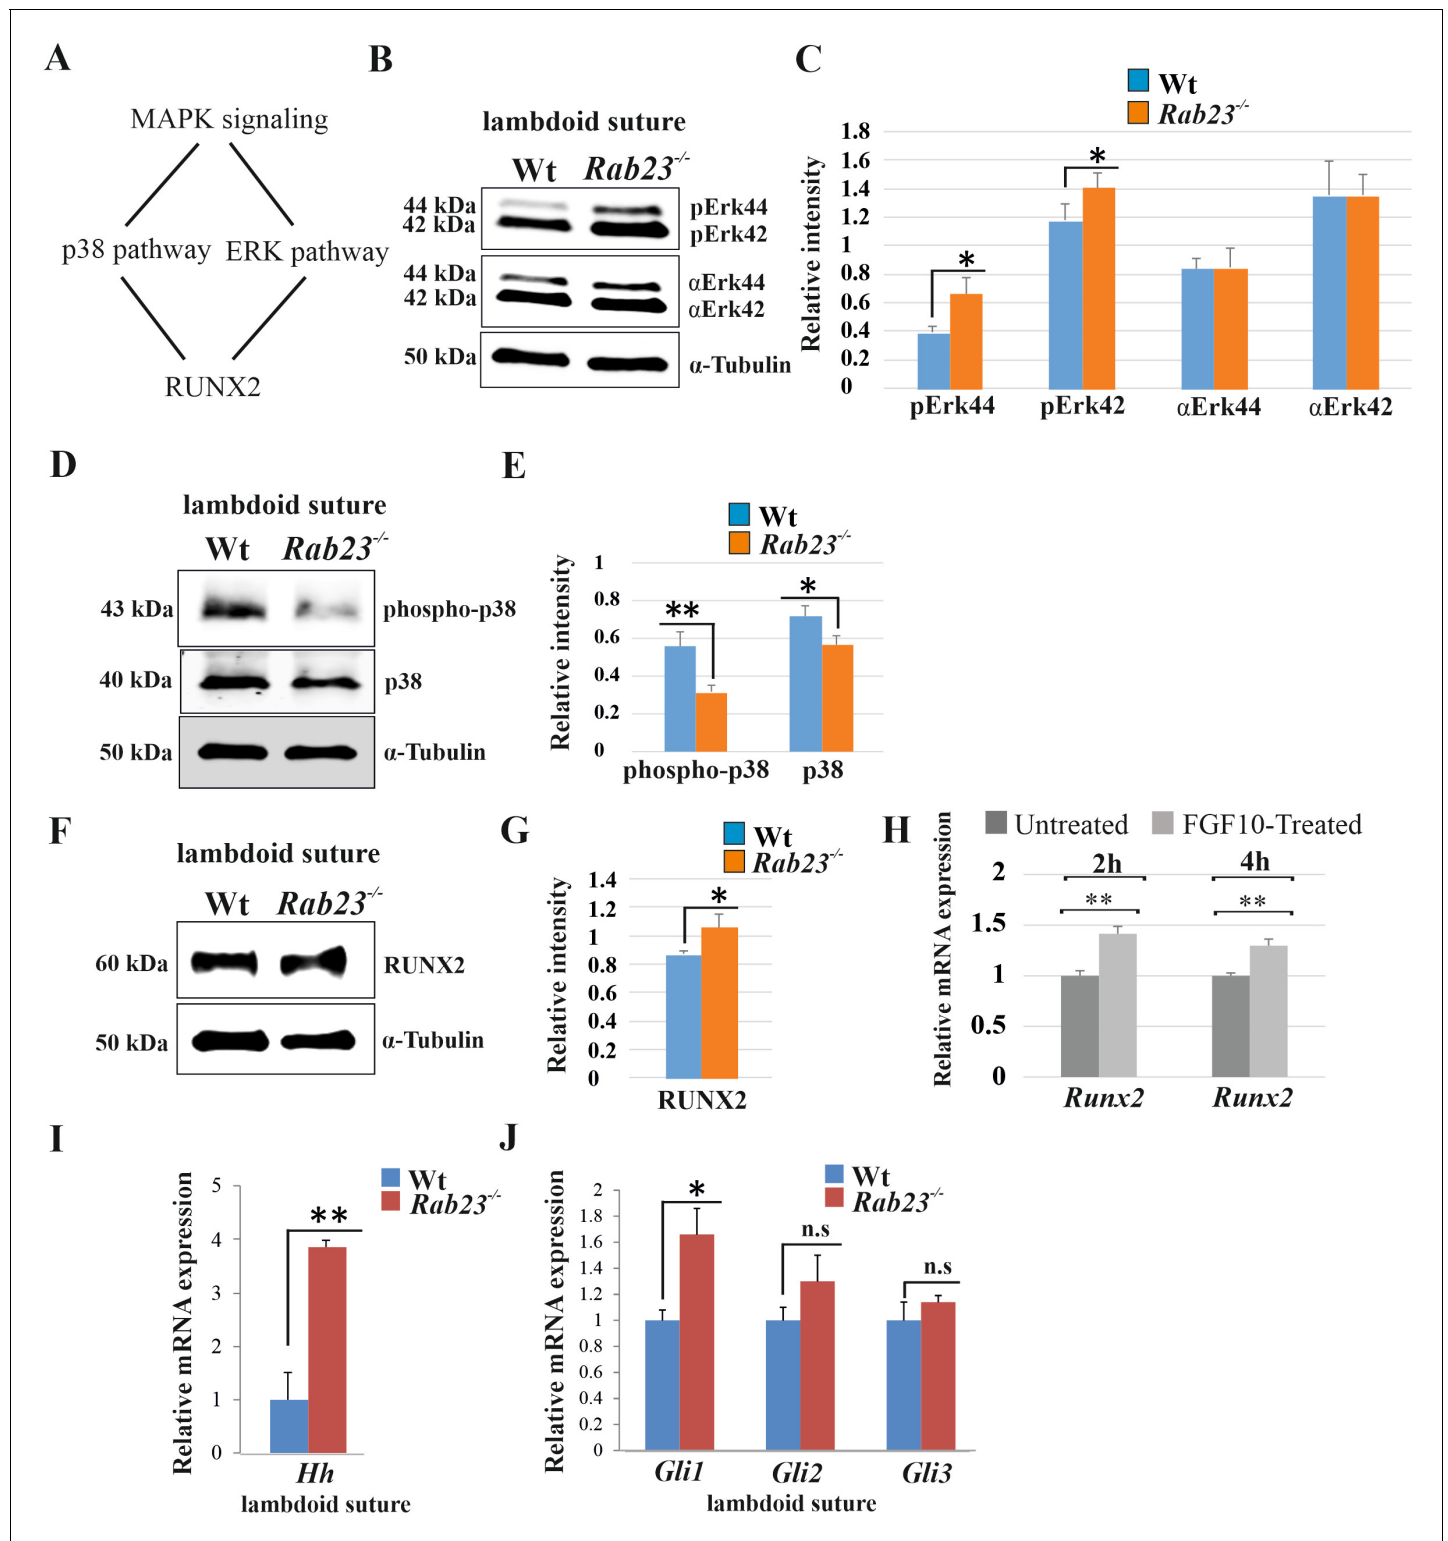 A
MAPK signaling
p38 pathway ERK pathway
RUNX2
B
lambdoid suture
Wt Rab23-/-
44 kDa pErk44
42 kDa pErk42
44 kDa αErk44
42 kDa αErk42
50 kDa α-Tubulin
C
Wt
Rab23-/-
Relative intensity
1.8
1.6
1.4
1.2
1
0.8
0.6
0.4
0.2
0
*
*
pErk44 pErk42 αErk44 αErk42
D
lambdoid suture
Wt Rab23-/-
43 kDa phospho-p38
40 kDa p38
50 kDa α-Tubulin
E
Wt
Rab23-/-
Relative intensity
1
0.8
0.6
0.4
0.2
0
**
*
phospho-p38 p38
F
lambdoid suture
Wt Rab23-/-
60 kDa RUNX2
50 kDa α-Tubulin
G
Wt
Rab23-/-
Relative intensity
1.4
1.2
1
0.8
0.6
0.4
0.2
0
*
RUNX2
H
Untreated FGF10-Treated
Relative mRNA expression
2
1.5
1
0.5
0
2h 4h
** **
Runx2 Runx2
I
Wt
Rab23-/-
Relative mRNA expression
5
4
3
2
1
0
**
Hh
lambdoid suture
J
Wt
Rab23-/-
Relative mRNA expression
2
1.8
1.6
1.4
1.2
1
0.8
0.6
0.4
0.2
0
*
n.s
n.s
Gli1 Gli2 Gli3
lambdoid suture